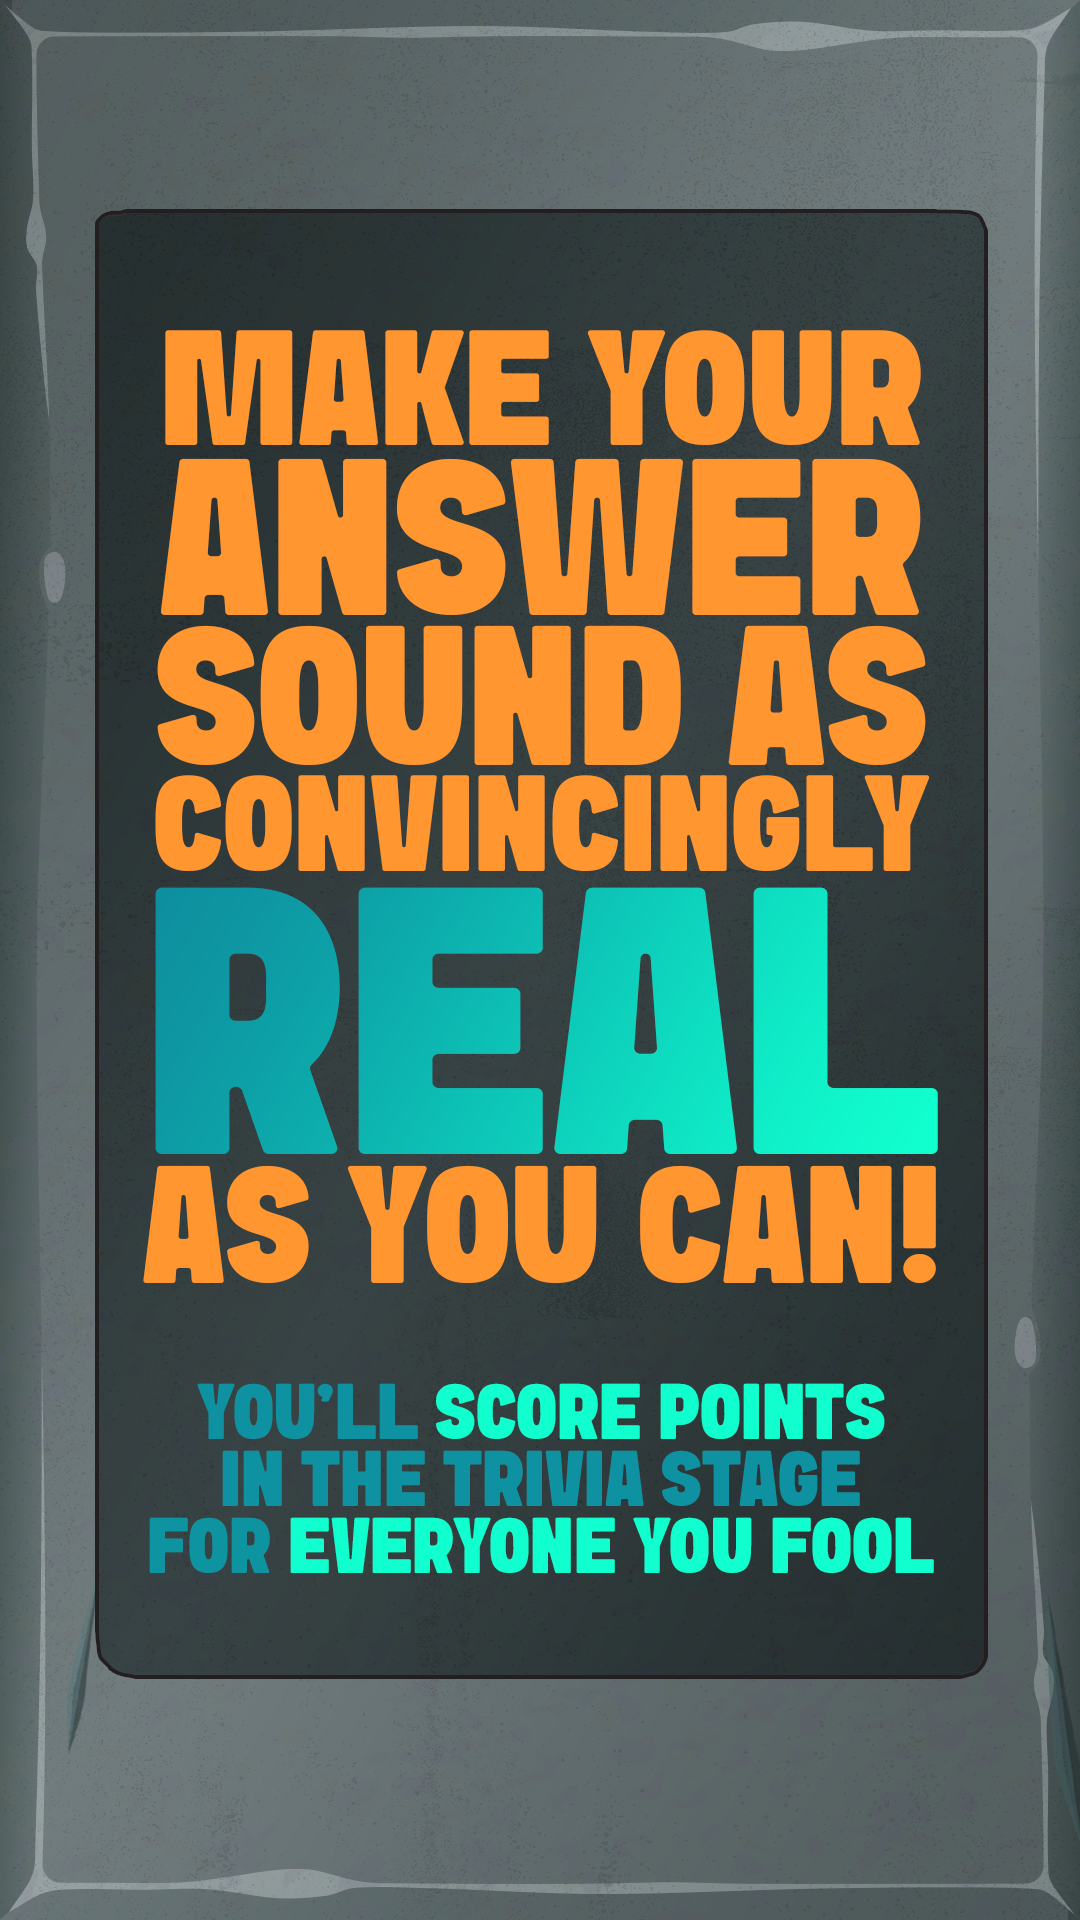 MAKE YOUR
ANSWER
SOUND AS
CONVINCINGLY
REAL
AS YOU CAN!
YOU'LL SCORE POINTS
IN THE TRIVIA STAGE
FOR EVERYONE YOU FOOL